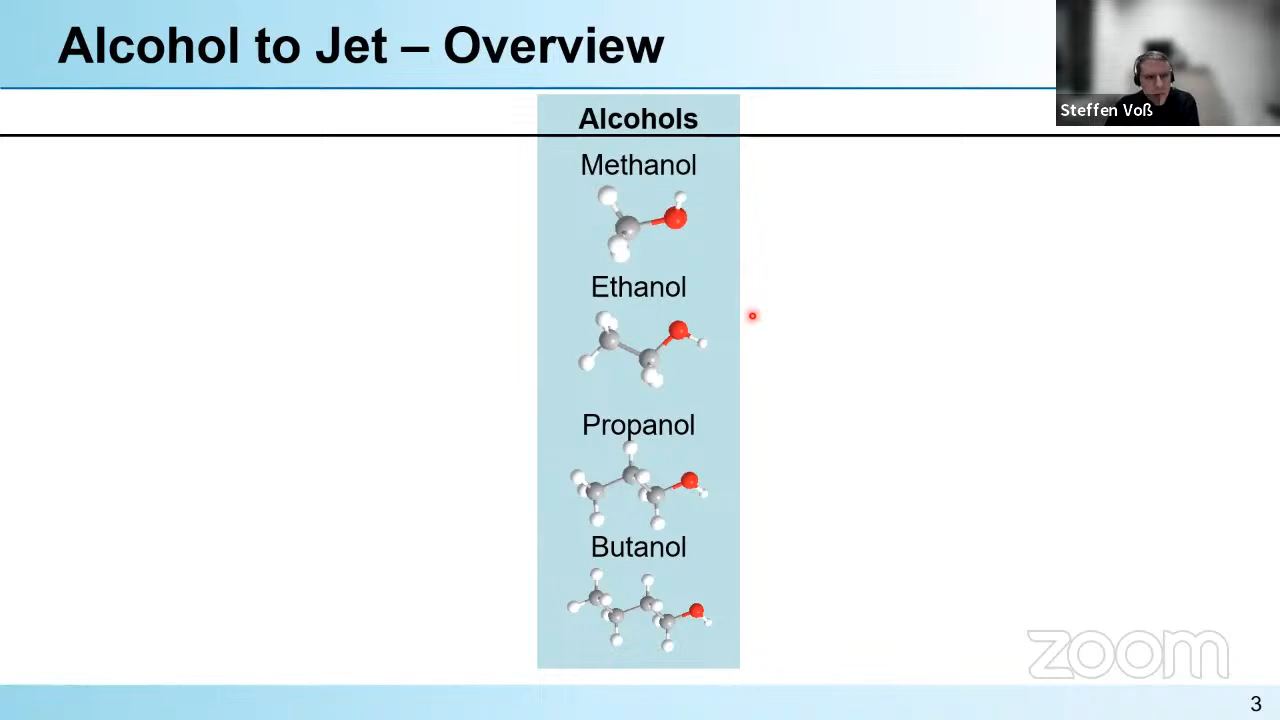 Alcohol to Jet – Overview
Steffen Voß
Alcohols
Methanol
Ethanol
Propanol
Butanol
zoom
3